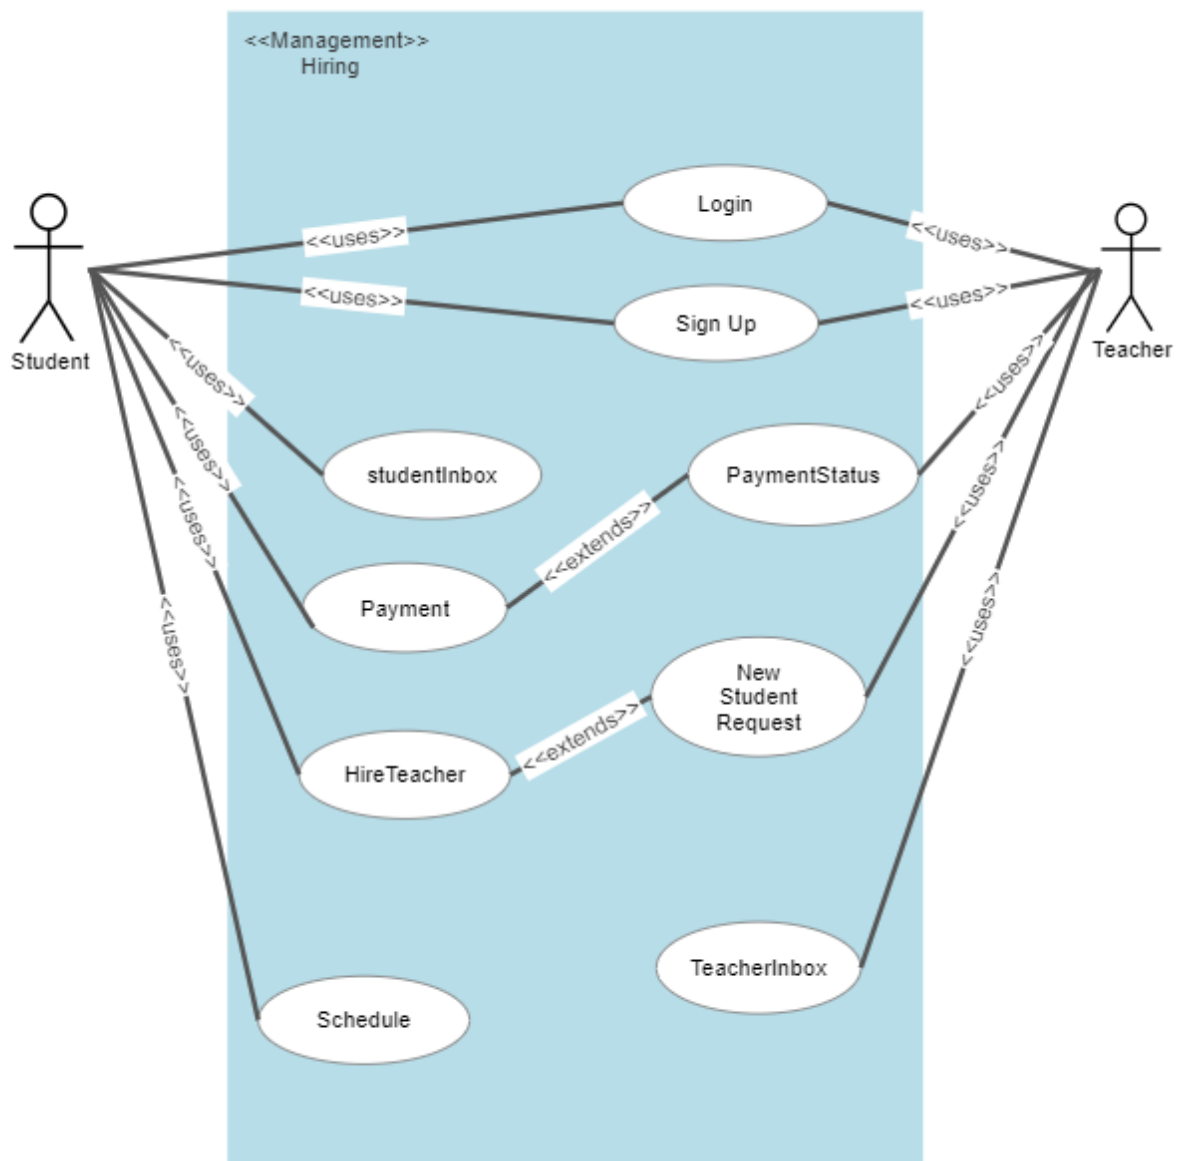 <<Management>>
Hiring
Login
<<uses>>
<<uses>>
<<uses>>
<<uses>>
Sign Up
Student
Teacher
<<uses>>
<<uses>>
<<uses>>
studentInbox
PaymentStatus
<<uses>>
<<uses>>
<<extends>>
Payment
<<uses>>
<<uses>>
New
Student
Request
<<extends>>
HireTeacher
TeacherInbox
Schedule